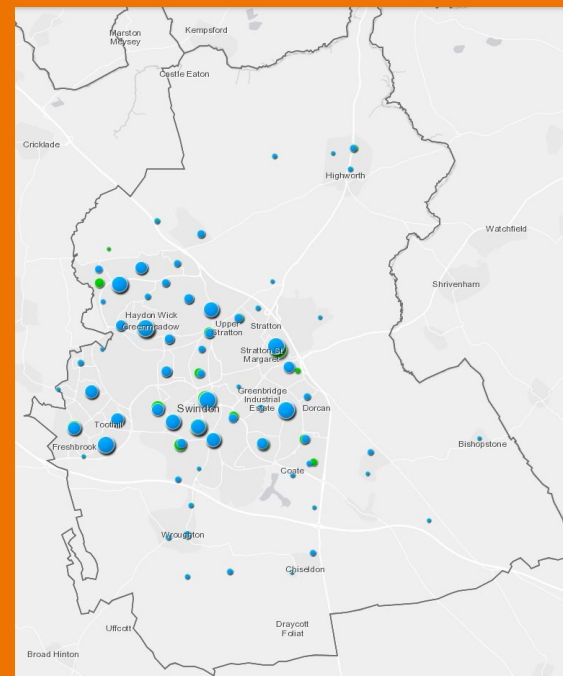 Marston
Meysey
Kempsford
Castle Eaton
Cricklade
Highworth
Watchfield
Shrivenham
Haydon Wick
Greenmeadow
Upper
Stratton
Stratton
Stratton St
Margaret
Greenbridge
Industrial
Estate
Dorcan
Swindon
Toothill
Freshbrook
Bishopstone
Coate
Wroughton
Chiseldon
Uffcott
Draycott
Foliat
Broad Hinton